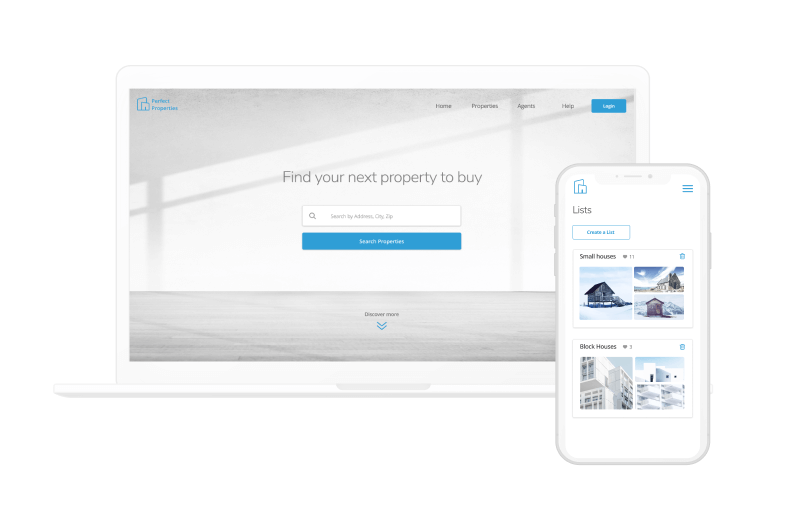 Perfect
Properties
Home Properties Agents Help Login
Find your next property to buy
Search by Address, City, Zip
Search Properties
Discover more
Lists
Create a List
Small houses 11
Block Houses 3